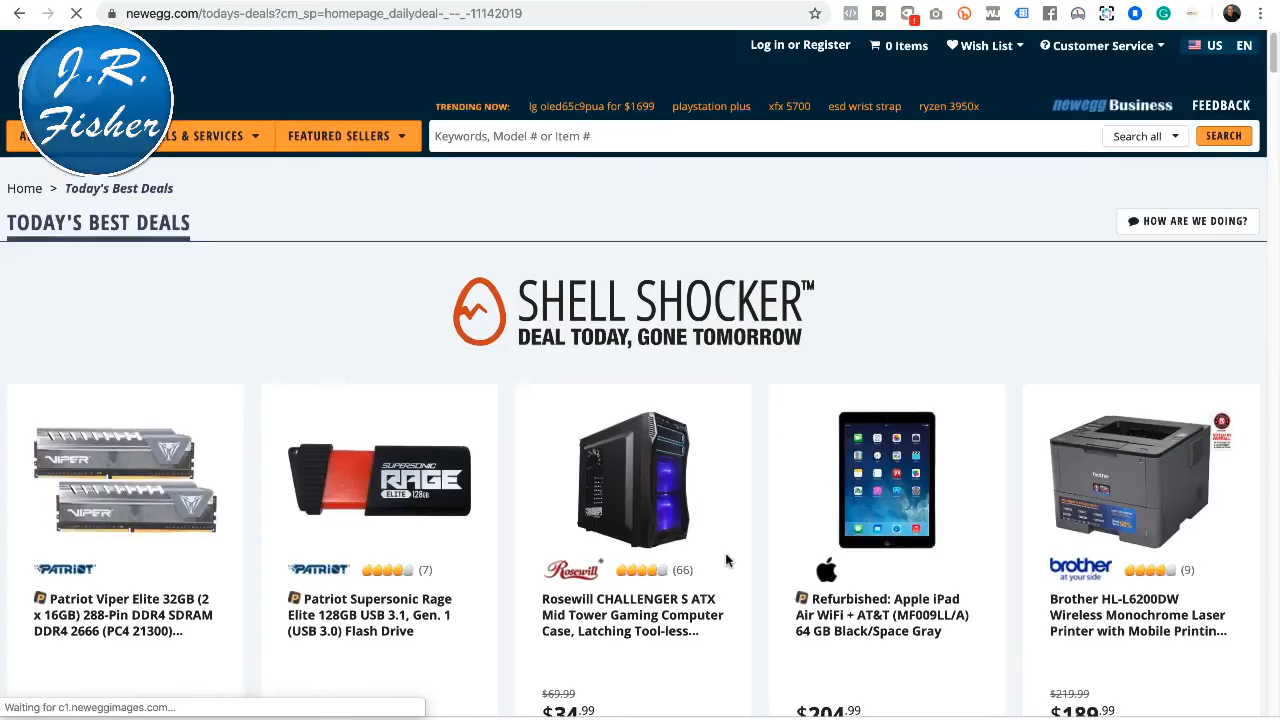 newegg.com/todays-deals?cm_sp=homepage_dailydeal-_--_-11142019
Log in or Register
0 Items
Wish List
Customer Service
US
EN
J.R.
Fisher
TRENDING NOW:
lg oled65c9pua for $1699
playstation plus
xfx 5700
esd wrist strap
ryzen 3950x
newegg Business
FEEDBACK
LS & SERVICES
FEATURED SELLERS
Keywords, Model # or Item #
Search all
SEARCH
Home > Today's Best Deals
TODAY'S BEST DEALS
HOW ARE WE DOING?
SHELL SHOCKER™
DEAL TODAY, GONE TOMORROW
VIPER
VIPER
SUPERSONIC
RAGE
ELITE 128GB
brother
PATRIOT
PATRIOT
(7)
Rosewill
(66)
brother
at your side
(9)
Patriot Viper Elite 32GB (2
x 16GB) 288-Pin DDR4 SDRAM
DDR4 2666 (PC4 21300)...
Patriot Supersonic Rage
Elite 128GB USB 3.1, Gen. 1
(USB 3.0) Flash Drive
Rosewill CHALLENGER S ATX
Mid Tower Gaming Computer
Case, Latching Tool-less...
Refurbished: Apple iPad
Air WiFi + AT&T (MF009LL/A)
64 GB Black/Space Gray
Brother HL-L6200DW
Wireless Monochrome Laser
Printer with Mobile Printin...
$69.99
$34.99
$204.99
$219.99
$189.99
Waiting for c1.neweggimages.com...